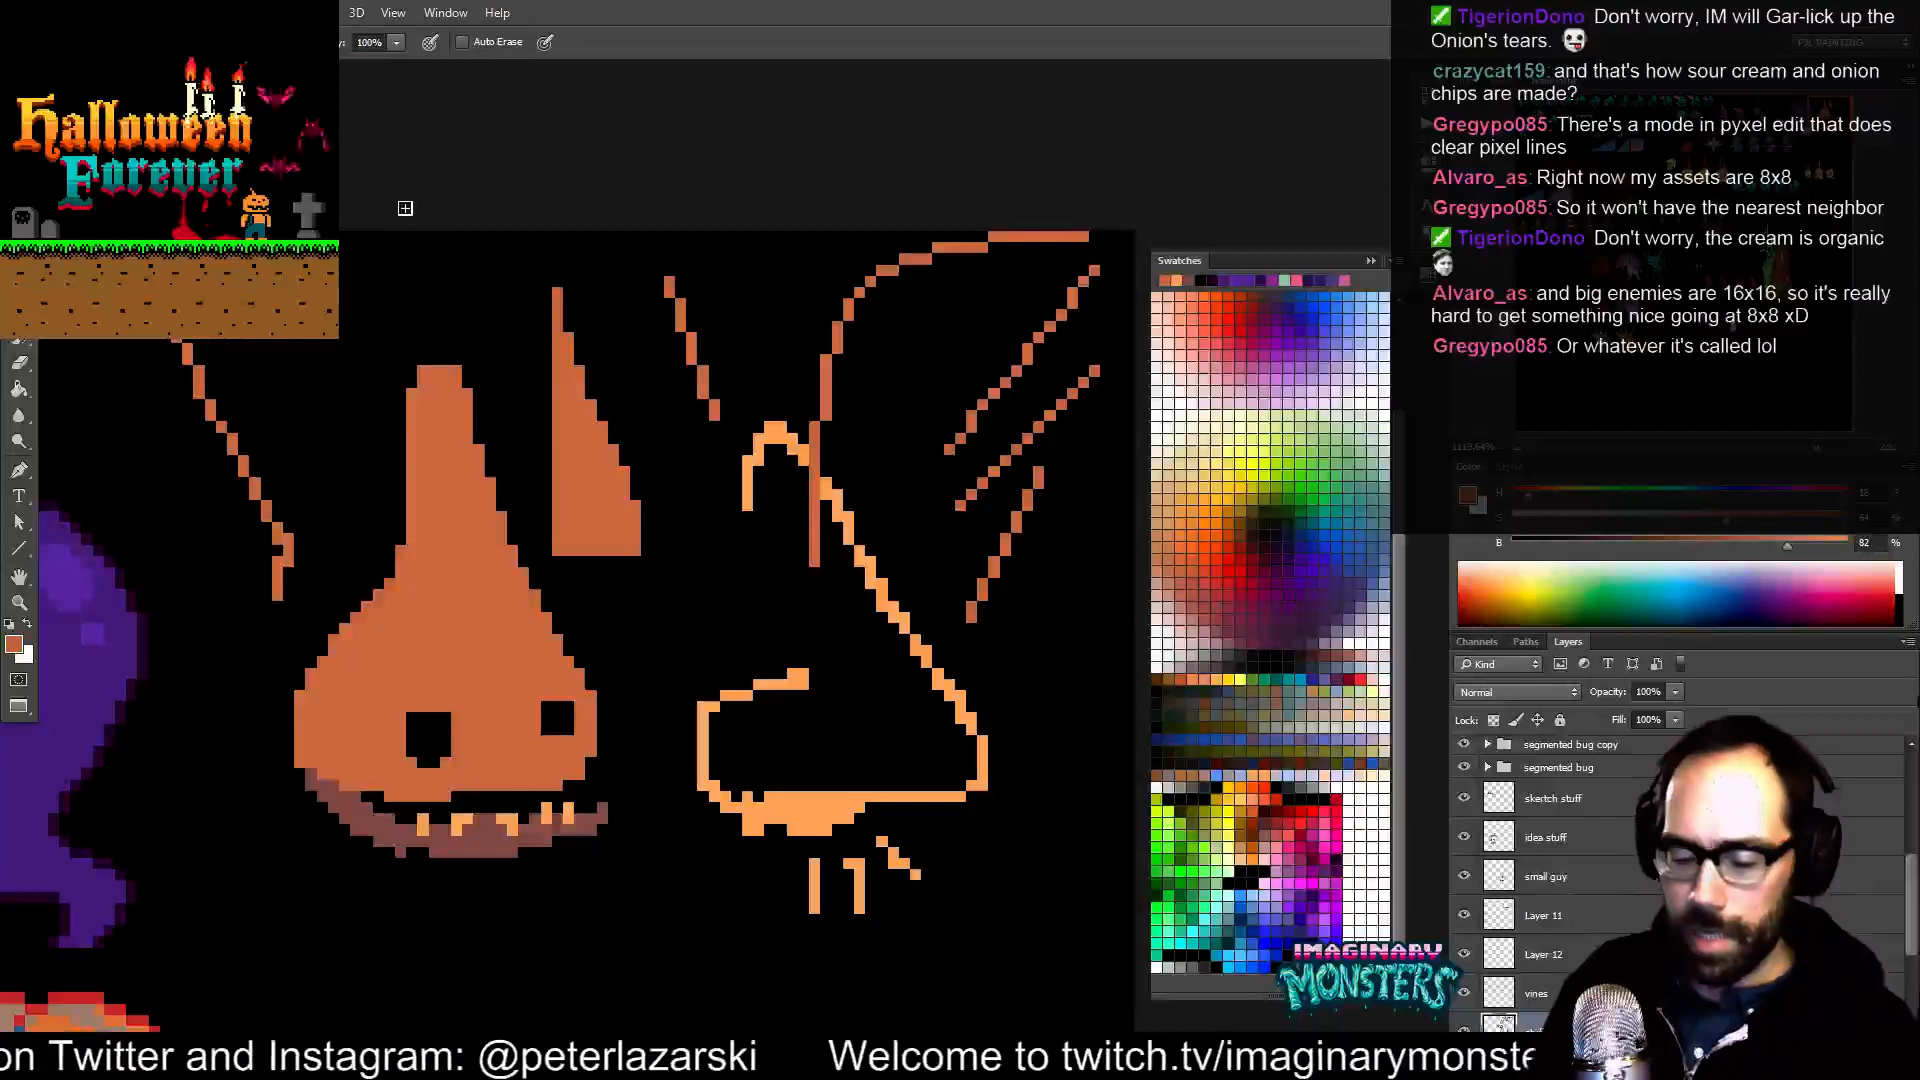 3D View Window Help
100% Auto Erase
Halloween
Forever
TigerionDono Don't worry, IM will Gar-lick up the
Onion's tears.
crazycat159: and that's how sour cream and onion
chips are made?
Gregypo085: There's a mode in pyxel edit that does
clear pixel lines
Alvaro_as: Right now my assets are 8x8
Gregypo085: So it won't have the nearest neighbor
TigerionDono Don't worry, the cream is organic
Alvaro_as: and big enemies are 16x16, so it's really
hard to get something nice going at 8x8 xD
Gregypo085: Or whatever it's called lol
Swatches
1113.64%
Color
H 18
S 64 %
B 82 %
Channels Paths Layers
Kind
Normal Opacity: 100%
Lock: Fill: 100%
segmented bug copy
segmented bug
skertch stuff
idea stuff
small guy
Layer 11
Layer 12
vines
IMAGINARY
MONSTERS
on Twitter and Instagram: @peterlazarski Welcome to twitch.tv/imaginarymonste